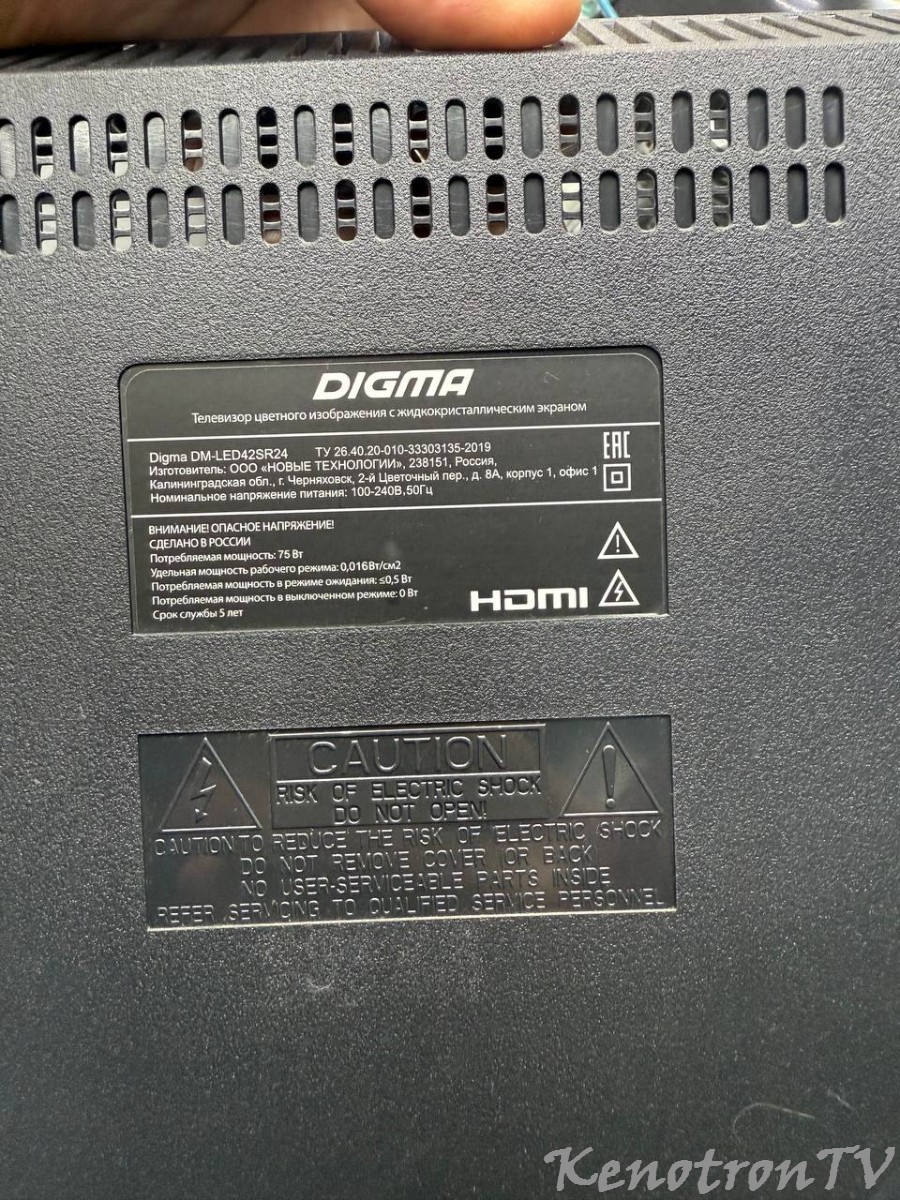 DIGMA
Телевизор цветного изображения с жидкокристаллическим экраном
Digma DM-LED42SR24 ТУ 26.40.20-010-33303135-2019
Изготовитель: ООО «НОВЫЕ ТЕХНОЛОГИИ», 238151, Россия,
Калининградская обл., г. Черняховск, 2-й Цветочный пер., д. 8А, корпус 1, офис 1
Номинальное напряжение питания: 100-240В,50Гц
EAC
ВНИМАНИЕ! ОПАСНОЕ НАПРЯЖЕНИЕ!
СДЕЛАНО В РОССИИ
Потребляемая мощность: 75 Вт
Удельная мощность рабочего режима: 0,016Вт/см2
Потребляемая мощность в режиме ожидания: ≤0,5 Вт
Потребляемая мощность в выключенном режиме: 0 Вт
Срок службы 5 лет
HDMI
CAUTION
RISK OF ELECTRIC SHOCK
DO NOT OPEN!
CAUTION TO REDUCE THE RISK OF ELECTRIC SHOCK
DO NOT REMOVE COVER (OR BACK)
NO USER-SERVICEABLE PARTS INSIDE
REFER SERVICING TO QUALIFIED SERVICE PERSONNEL
KenotronTV